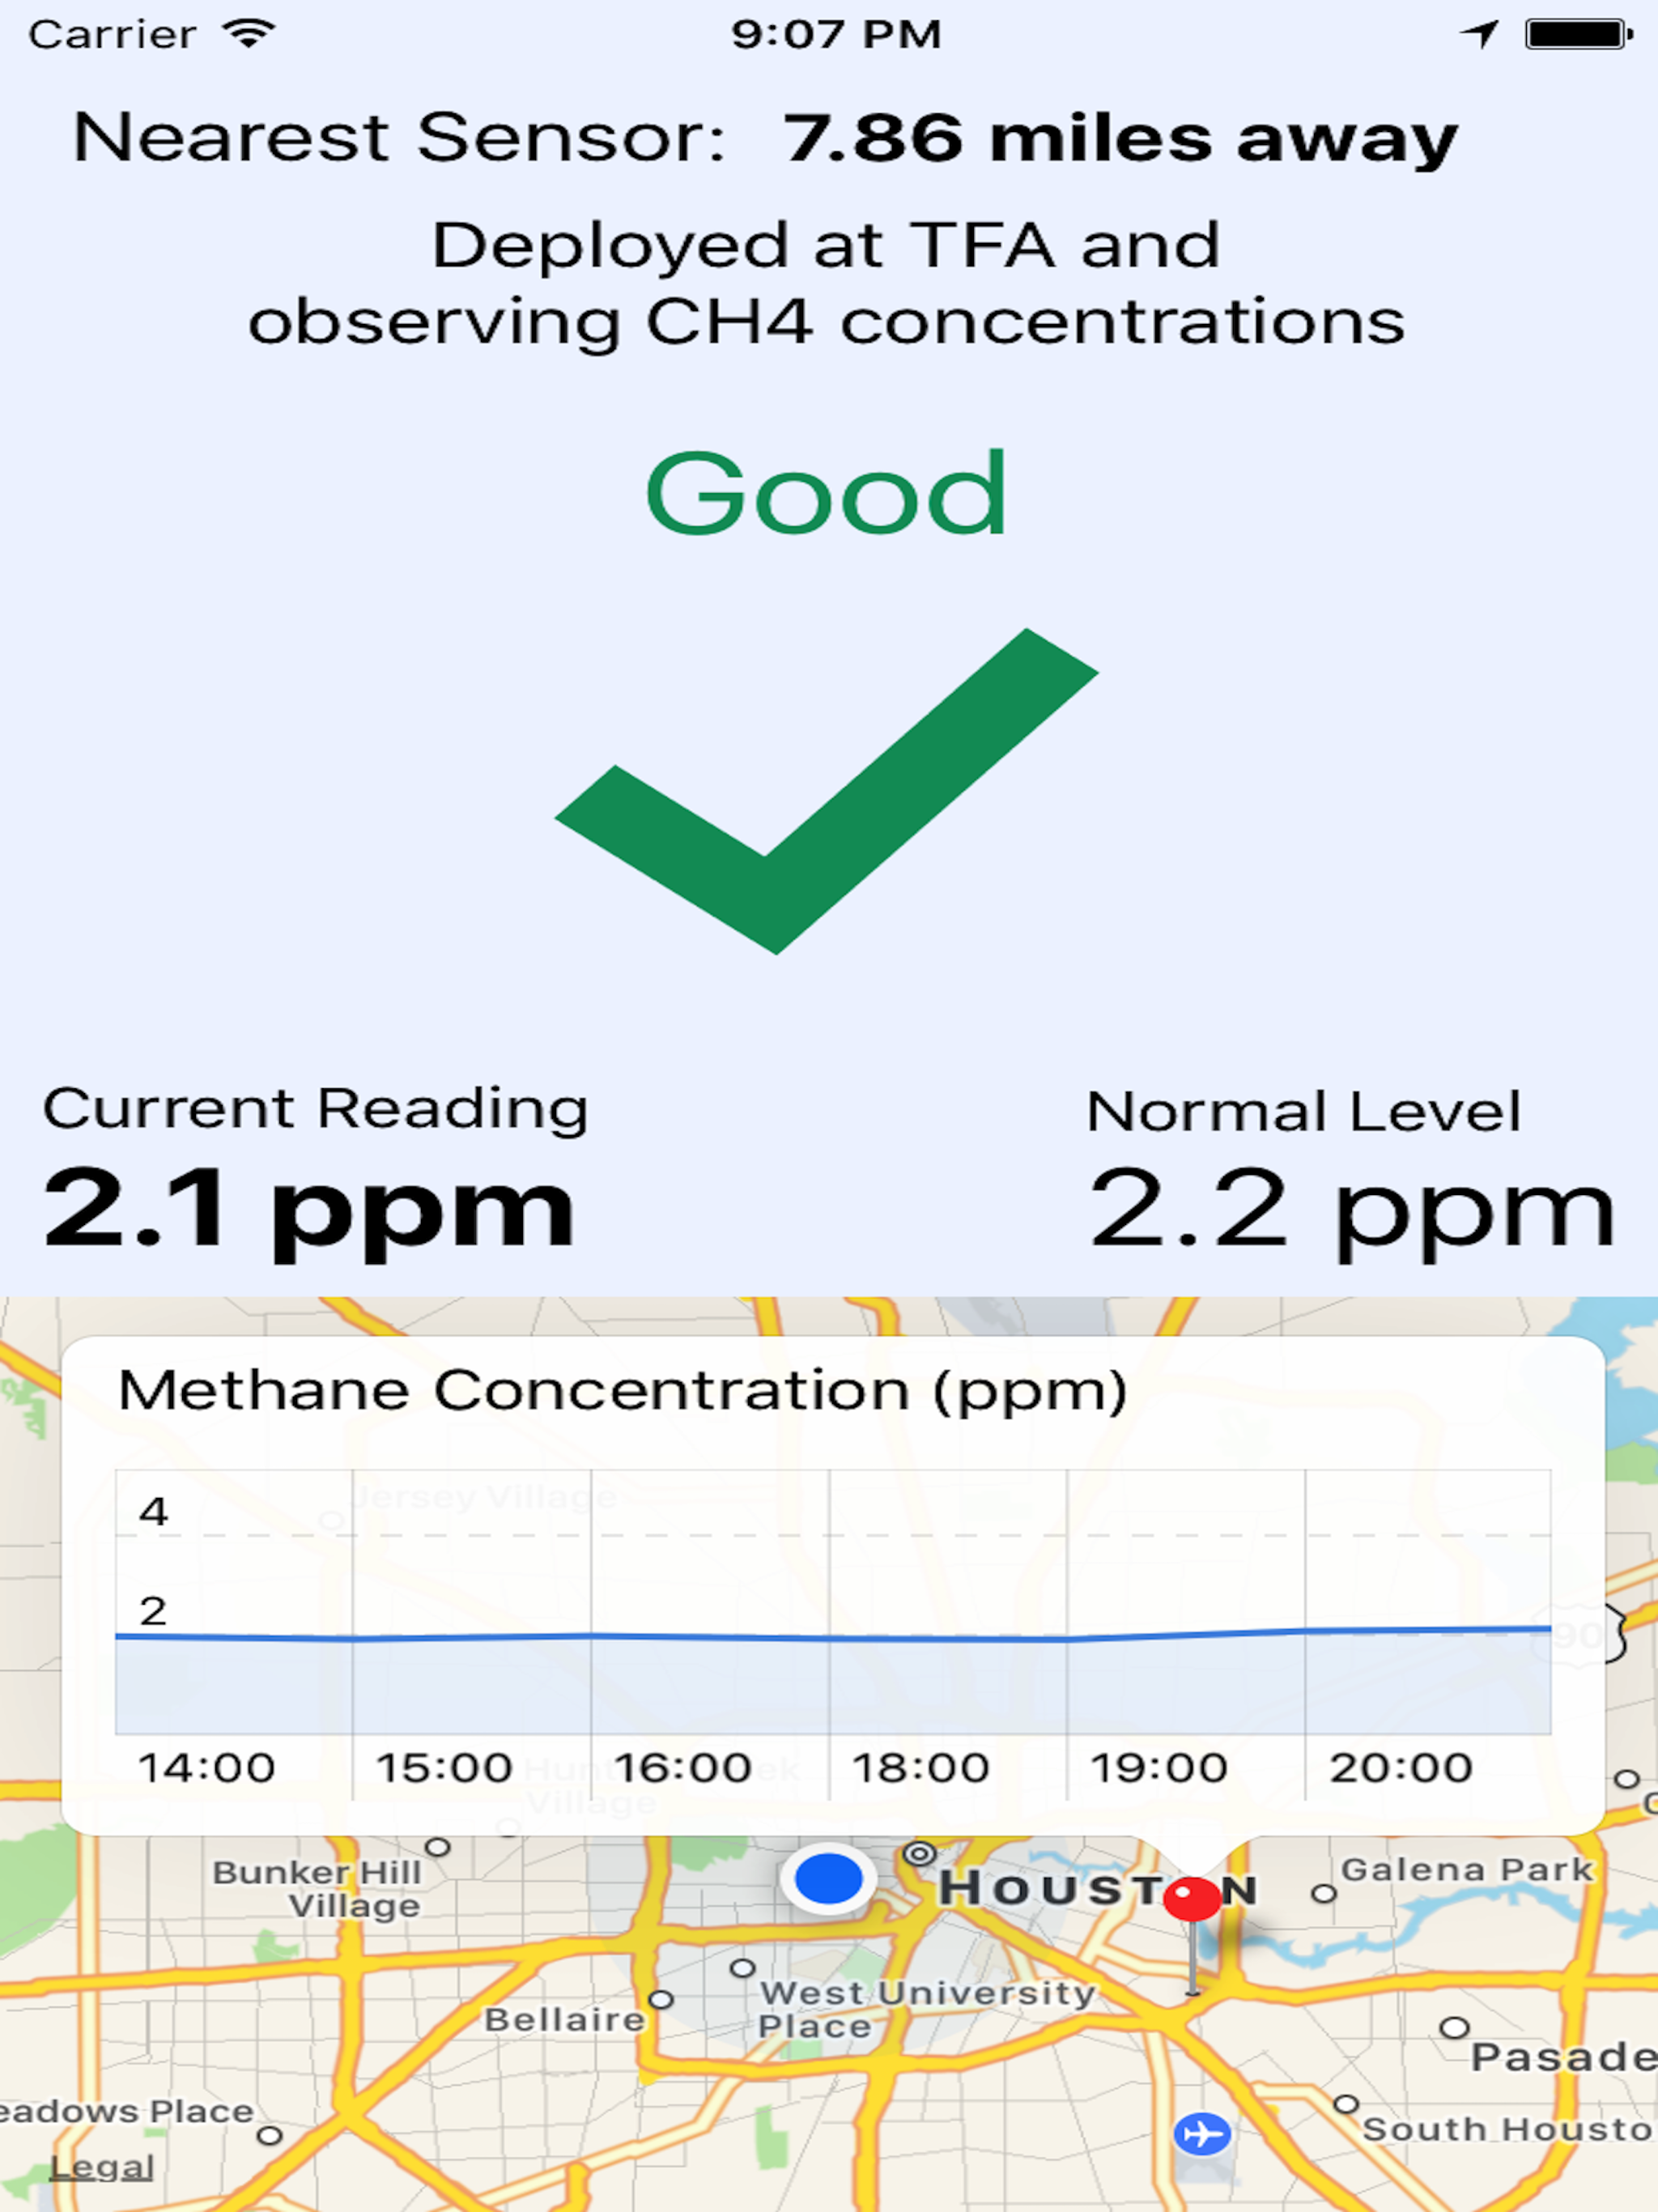 Carrier 9:07 PM
Nearest Sensor: 7.86 miles away
Deployed at TFA and
observing CH4 concentrations
Good
Current Reading
Normal Level
2.1 ppm
2.2 ppm
Methane Concentration (ppm)
4
Jersey Village
2
90
14:00 15:00 16:00 18:00 19:00 20:00
Village
Bunker Hill
Village
HOUSTON
Galena Park
West University
Place
Bellaire
Pasade
eadows Place
South Housto
Legal